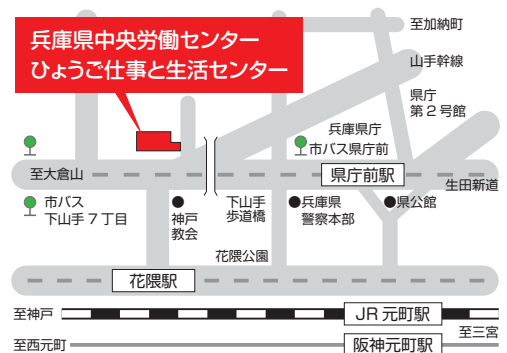 兵庫県中央労働センター
ひょうご仕事と生活センター
至加納町
山手幹線
県庁
第2号館
兵庫県庁
市バス県庁前
至大倉山
県庁前駅
生田新道
市バス
下山手7丁目
神戸
教会
下山手
歩道橋
兵庫県
警察本部
県公館
花隈公園
花隈駅
至神戸
JR元町駅
至三宮
至西元町
阪神元町駅